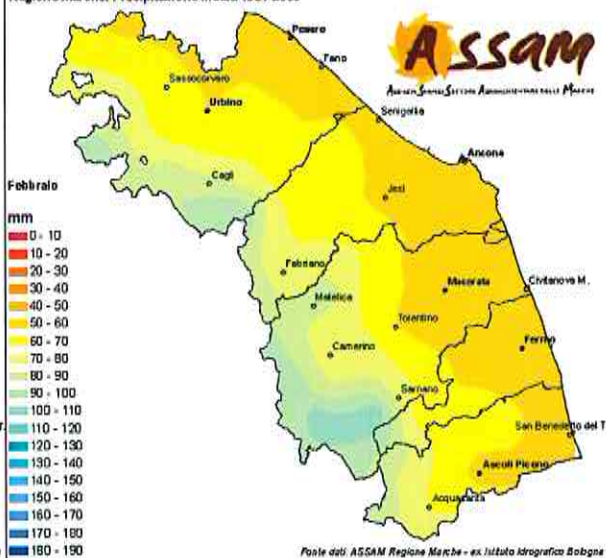 ASSAM
Pesaro
Fano
Sassocorvaro
Urbino
Senigallia
Ancona
Cagli
Jesi
Febbraio
mm
0 - 10
10 - 20
20 - 30
30 - 40
40 - 50
50 - 60
60 - 70
70 - 80
80 - 90
90 - 100
100 - 110
110 - 120
120 - 130
130 - 140
140 - 150
150 - 160
160 - 170
170 - 180
180 - 190
Fabriano
Matelica
Macerata
Civitanova M.
Tolentino
Camerino
Fermo
Sarnano
San Benedetto del T
Ascoli Piceno
Acquasanta
Fonte dati: ASSAM Regione Marche - ex Istituto Idrografico Bologna